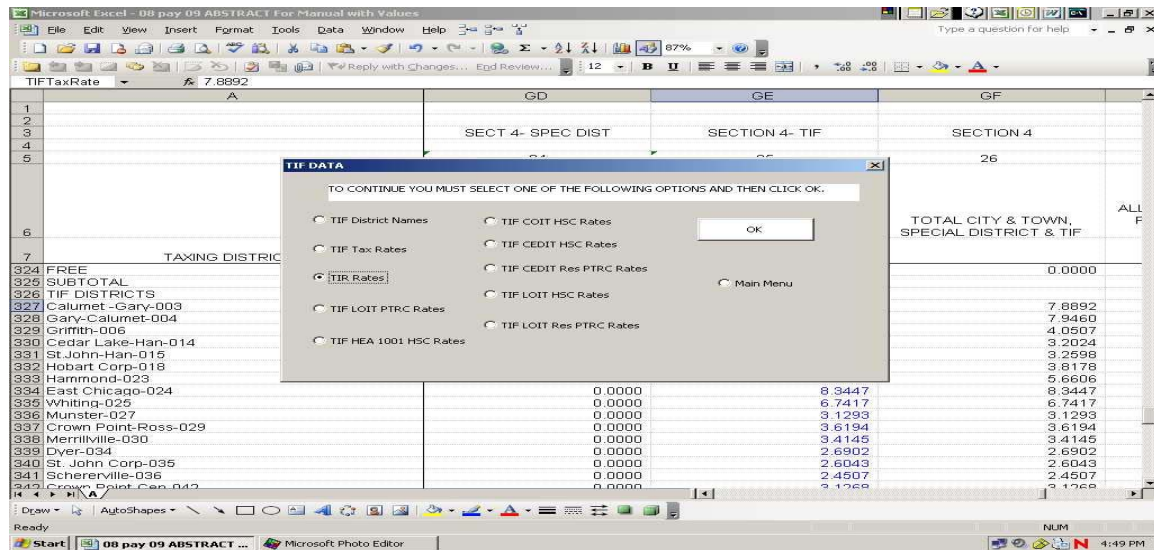 Microsoft Excel - 08 pay 09 ABSTRACT For Manual with Values
File Edit View Insert Format Tools Data Window Help
Type a question for help
87%
Reply with Changes... End Review...
12
B U
TIFTaxRate fx 7.8892
A GD GE GF
1
2
3 SECT 4- SPEC DIST SECTION 4- TIF SECTION 4
4
5 26
6 TOTAL CITY & TOWN, SPECIAL DISTRICT & TIF
7 TAXING DISTRIC
TIF DATA
TO CONTINUE YOU MUST SELECT ONE OF THE FOLLOWING OPTIONS AND THEN CLICK OK.
TIF District Names
TIF Tax Rates
TIR Rates
TIF LOIT PTRC Rates
TIF HEA 1001 HSC Rates
TIF COIT HSC Rates
TIF CEDIT HSC Rates
TIF CEDIT Res PTRC Rates
TIF LOIT HSC Rates
TIF LOIT Res PTRC Rates
OK
Main Menu
324 FREE 0.0000
325 SUBTOTAL
326 TIF DISTRICTS
327 Calumet -Gary-003 7.8892
328 Gary-Calumet-004 7.9460
329 Griffith-006 4.0507
330 Cedar Lake-Han-014 3.2024
331 St.John-Han-015 3.2598
332 Hobart Corp-018 3.8178
333 Hammond-023 5.6606
334 East Chicago-024 0.0000 8.3447 8.3447
335 Whiting-025 0.0000 6.7417 6.7417
336 Munster-027 0.0000 3.1293 3.1293
337 Crown Point-Ross-029 0.0000 3.6194 3.6194
338 Merrillville-030 0.0000 3.4145 3.4145
339 Dyer-034 0.0000 2.6902 2.6902
340 St. John Corp-035 0.0000 2.6043 2.6043
341 Schererville-036 0.0000 2.4507 2.4507
342 Crown Point Cen 042 0.0000 3.1268 3.1268
A
Draw AutoShapes
Ready NUM
Start 08 pay 09 ABSTRACT ... Microsoft Photo Editor 4:49 PM